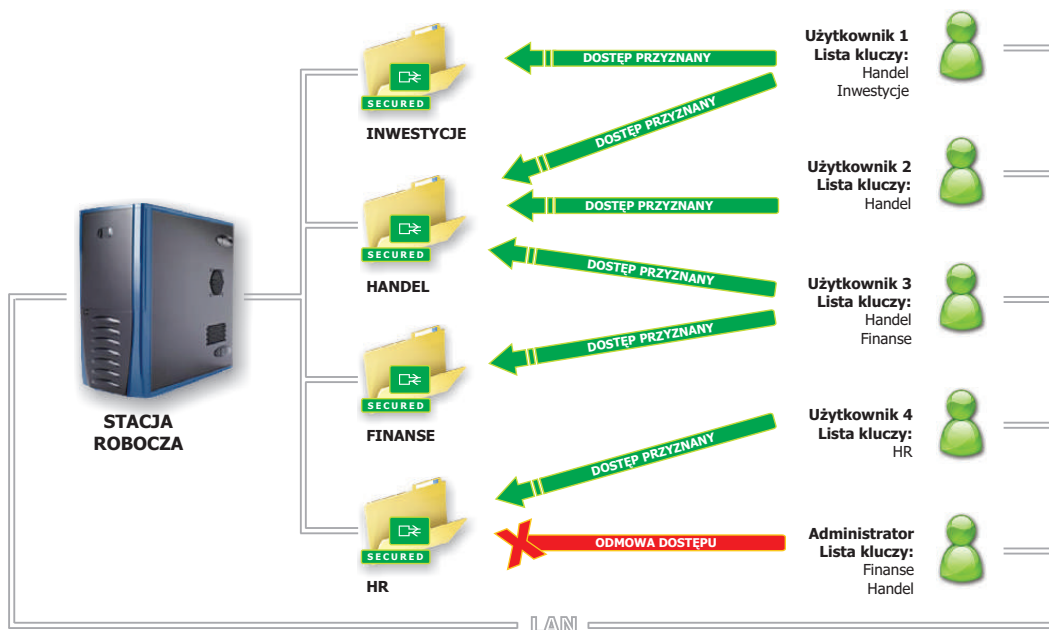 SECURED
INWESTYCJE
DOSTĘP PRZYZNANY
DOSTĘP PRZYZNANY
Użytkownik 1
Lista kluczy:
Handel
Inwestycje
SECURED
HANDEL
DOSTĘP PRZYZNANY
Użytkownik 2
Lista kluczy:
Handel
DOSTĘP PRZYZNANY
Użytkownik 3
Lista kluczy:
Handel
Finanse
STACJA
ROBOCZA
SECURED
FINANSE
DOSTĘP PRZYZNANY
Użytkownik 4
Lista kluczy:
HR
DOSTĘP PRZYZNANY
SECURED
HR
ODMOWA DOSTĘPU
Administrator
Lista kluczy:
Finanse
Handel
LAN